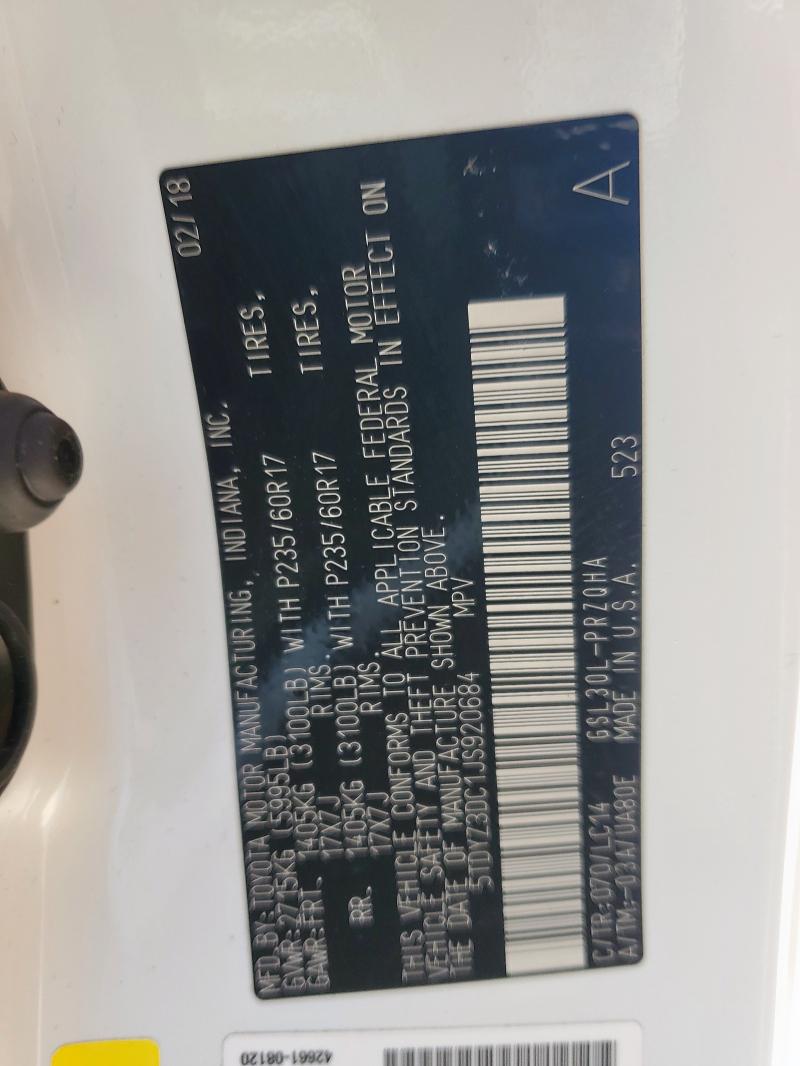 MFD.BY:TOYOTA MOTOR MANUFACTURING, INDIANA, INC. 02/18
GVWR:2715KG (5995LB)
GAWR:FRT. 1405KG (3100LB) WITH P235/60R17 TIRES,
17X7J RIMS.
RR. 1405KG (3100LB) WITH P235/60R17 TIRES,
17X7J RIMS.
THIS VEHICLE CONFORMS TO ALL APPLICABLE FEDERAL MOTOR
VEHICLE SAFETY AND THEFT PREVENTION STANDARDS IN EFFECT ON
THE DATE OF MANUFACTURE SHOWN ABOVE.
5TDYZ3DC1JS920684 MPV
C/TR:070/LC14 GSL30L-PRZQHA
A/TM:-03A/UA80E MADE IN U.S.A. 523 A
42661-08120